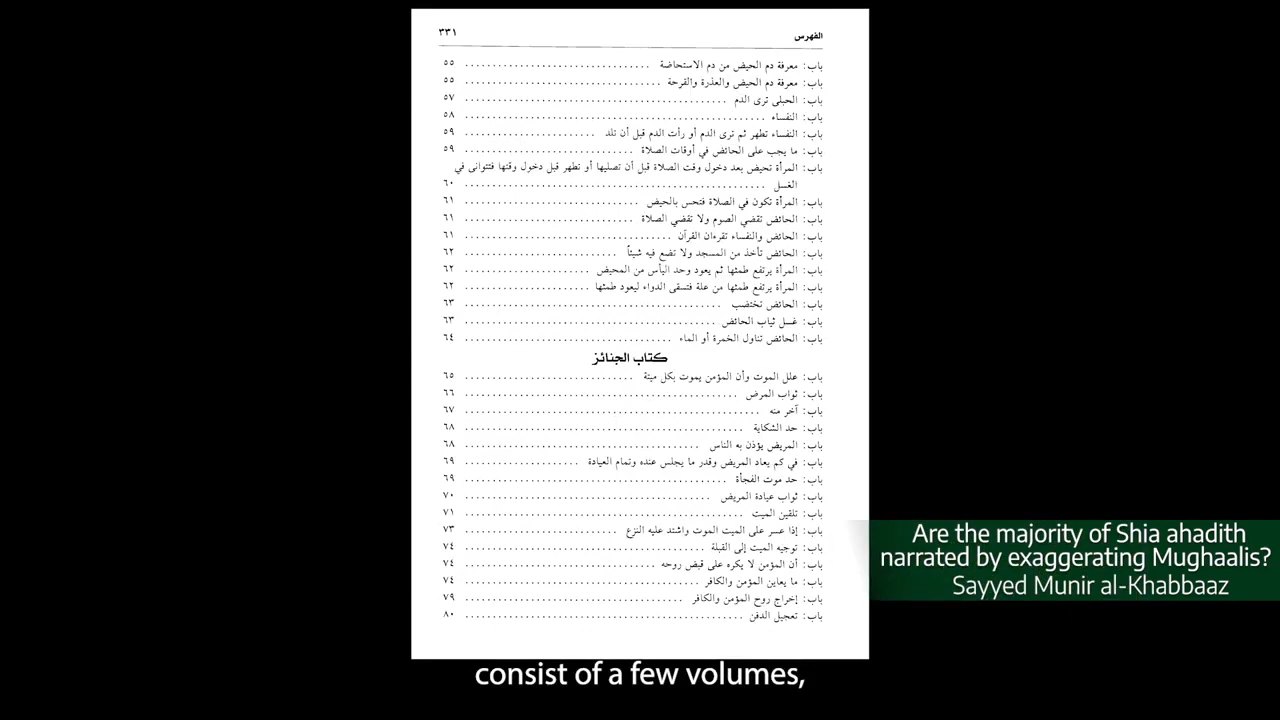 الفهرس ٣٣١
باب: معرفة دم الحيض من دم الاستحاضة ٥٥
باب: معرفة دم الحيض والعذرة والقرحة ٥٥
باب: الحبلى ترى الدم ٥٧
باب: النفساء ٥٨
باب: النفساء تطهر ثم ترى الدم أو رأت الدم قبل أن تلد ٥٩
باب: ما يجب على الحائض في أوقات الصلاة ٥٩
باب: المرأة تحيض بعد دخول وقت الصلاة قبل أن تصليها أو تطهر قبل دخول وقتها فتتوانى في
الغسل ٦٠
باب: المرأة تكون في الصلاة فتحس بالحيض ٦١
باب: الحائض تقضي الصوم ولا تقضي الصلاة ٦١
باب: الحائض والنفساء تقرءان القرآن ٦١
باب: الحائض تأخذ من المسجد ولا تضع فيه شيئاً ٦٢
باب: المرأة يرتفع طمثها ثم يعود وحد اليأس من المحيض ٦٢
باب: المرأة يرتفع طمثها من علة فتسقى الدواء ليعود طمثها ٦٢
باب: الحائض تختضب ٦٣
باب: غسل ثياب الحائض ٦٣
باب: الحائض تناول الخمرة أو الماء ٦٤
كتاب الجنائز
باب: علل الموت وأن المؤمن يموت بكل ميتة ٦٥
باب: ثواب المرض ٦٦
باب: آخر منه ٦٧
باب: حد الشكاية ٦٨
باب: المريض يؤذن به الناس ٦٨
باب: في كم يعاد المريض وقدر ما يجلس عنده وتمام العيادة ٦٩
باب: حد موت الفجأة ٦٩
باب: ثواب عيادة المريض ٧٠
باب: تلقين الميت ٧١
باب: إذا عسر على الميت الموت واشتد عليه النزع ٧٣
باب: توجيه الميت إلى القبلة ٧٤
باب: أن المؤمن لا يكره على قبض روحه ٧٤
باب: ما يعاين المؤمن والكافر ٧٤
باب: إخراج روح المؤمن والكافر ٧٩
باب: تعجيل الدفن ٨٠
Are the majority of Shia ahadith
narrated by exaggerating Mughaalis?
Sayyed Munir al-Khabbaaz
consist of a few volumes,